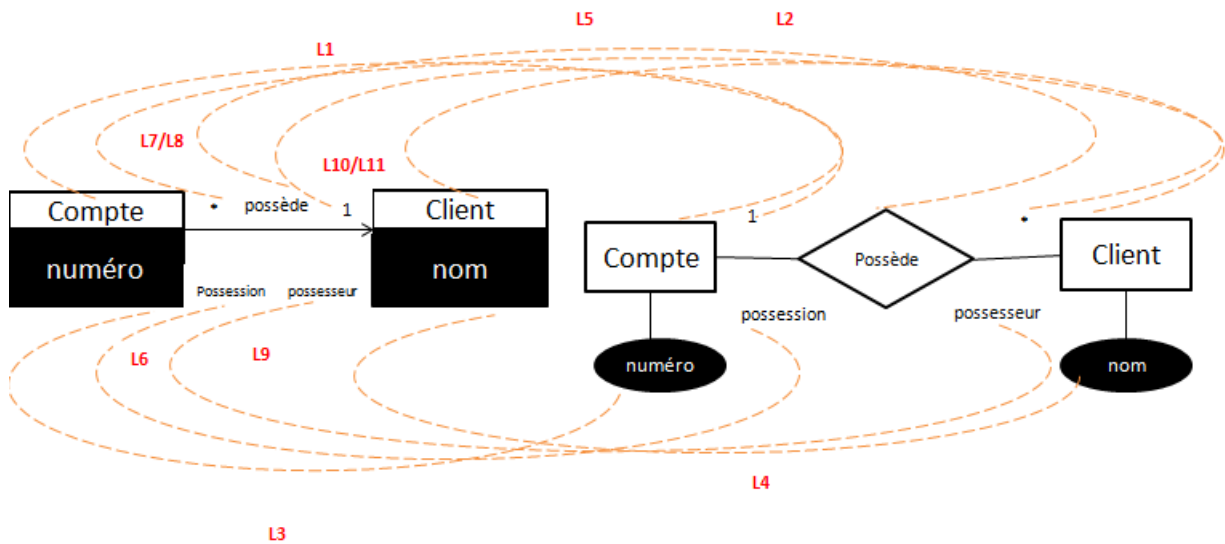 L5
L2
L1
L7/L8
L10/L11
Compte
* possède 1
Client
numéro
nom
Possession possesseur
1
*
Compte
Possède
Client
possession
possesseur
numéro
nom
L6
L9
L4
L3